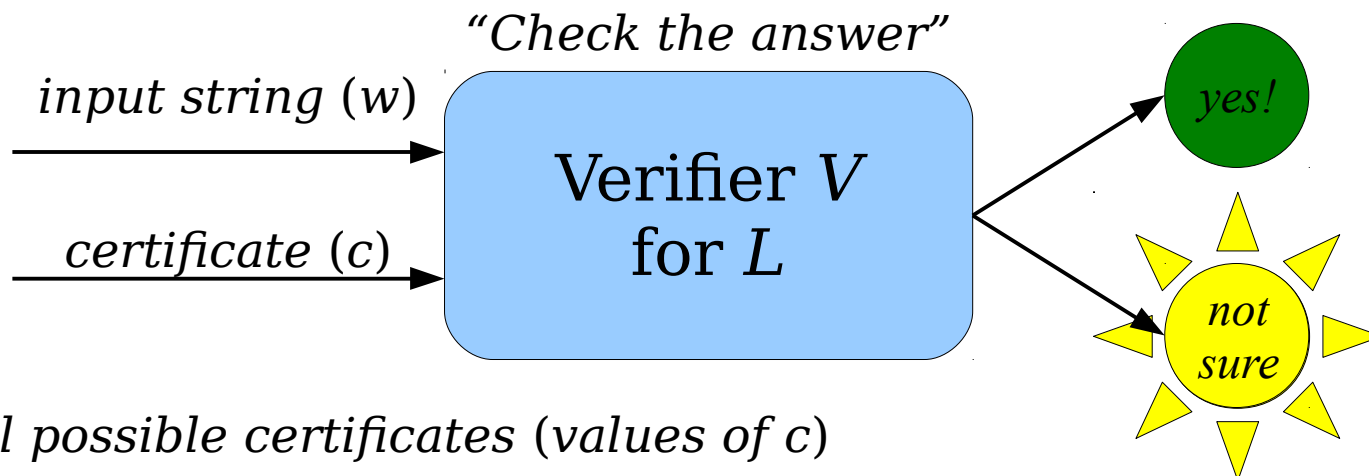 “Check the answer”
input string (w)
yes!
Verifier V
for L
certificate (c)
not
sure
possible certificates (values of c)